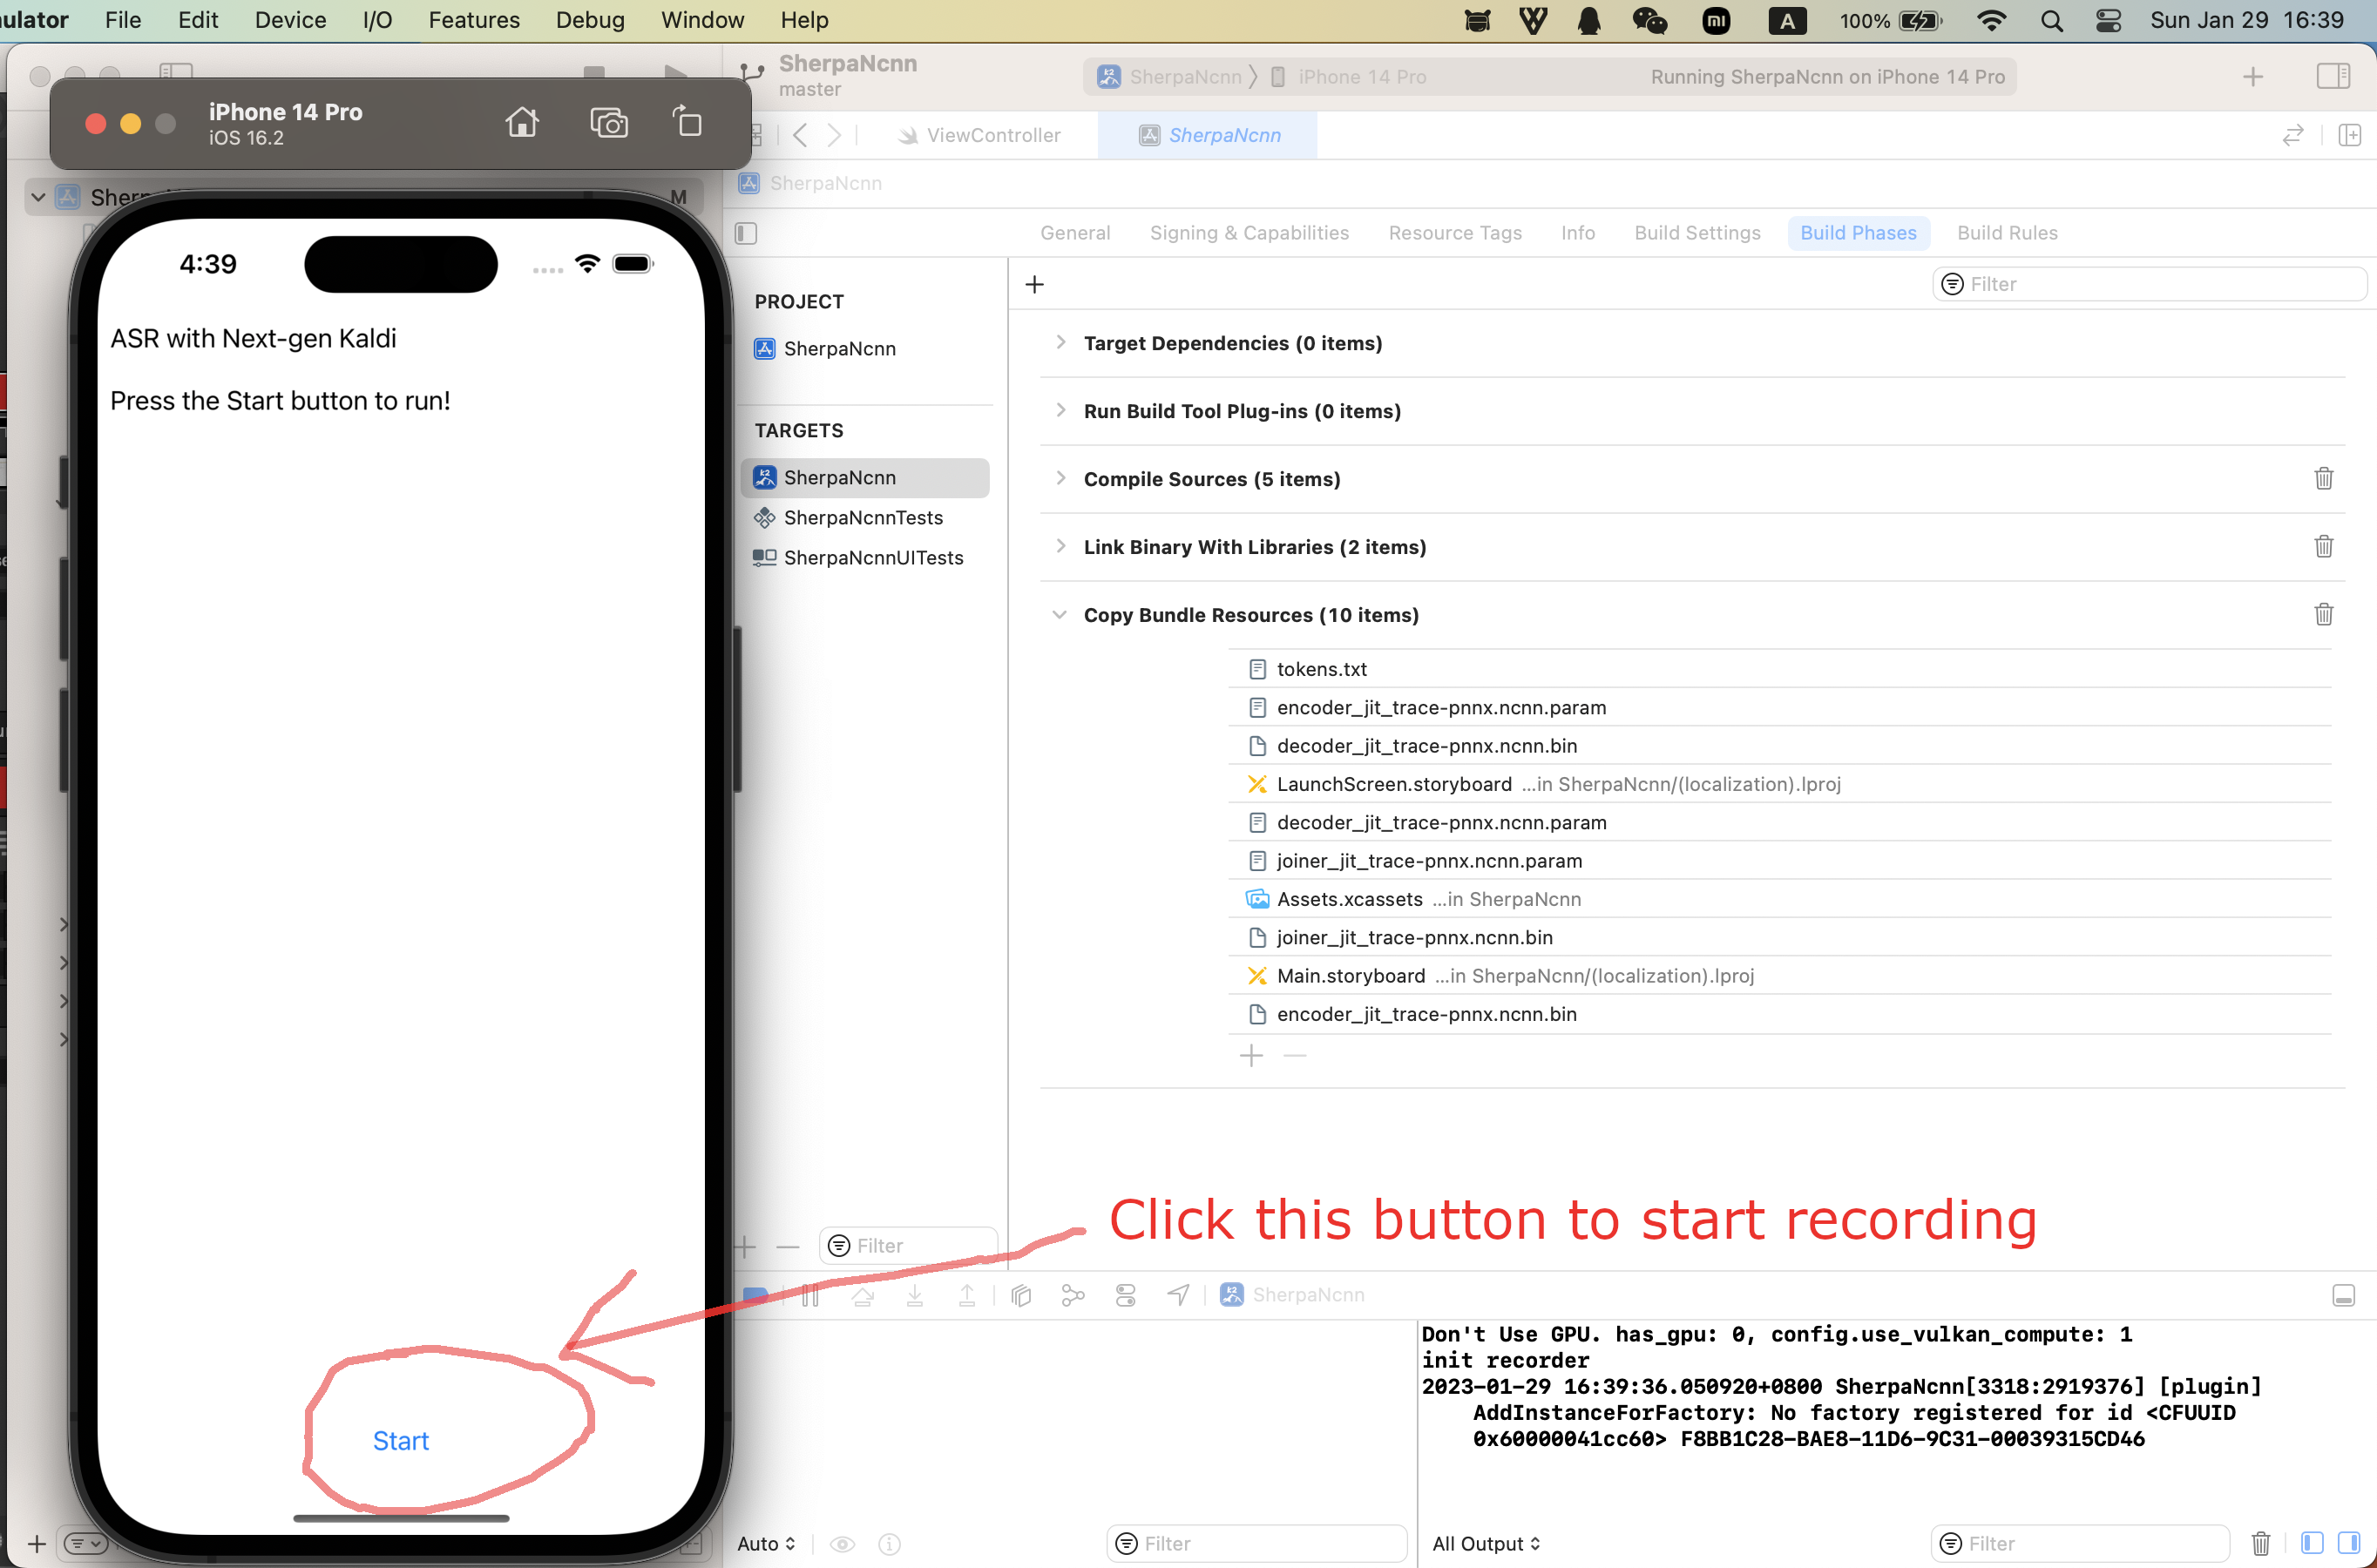 ulator File Edit Device I/O Features Debug Window Help A 100% Sun Jan 29 16:39
SherpaNcnn
master
SherpaNcnn iPhone 14 Pro Running SherpaNcnn on iPhone 14 Pro
iPhone 14 Pro
iOS 16.2
ViewController SherpaNcnn
SherpaNcnn
M
General Signing & Capabilities Resource Tags Info Build Settings Build Phases Build Rules
4:39
ASR with Next-gen Kaldi
Press the Start button to run!
Start
PROJECT
SherpaNcnn
TARGETS
SherpaNcnn
SherpaNcnnTests
SherpaNcnnUITests
Filter
Filter
Target Dependencies (0 items)
Run Build Tool Plug-ins (0 items)
Compile Sources (5 items)
Link Binary With Libraries (2 items)
Copy Bundle Resources (10 items)
tokens.txt
encoder_jit_trace-pnnx.ncnn.param
decoder_jit_trace-pnnx.ncnn.bin
LaunchScreen.storyboard ...in SherpaNcnn/(localization).lproj
decoder_jit_trace-pnnx.ncnn.param
joiner_jit_trace-pnnx.ncnn.param
Assets.xcassets ...in SherpaNcnn
joiner_jit_trace-pnnx.ncnn.bin
Main.storyboard ...in SherpaNcnn/(localization).lproj
encoder_jit_trace-pnnx.ncnn.bin
Click this button to start recording
SherpaNcnn
Don't Use GPU. has_gpu: 0, config.use_vulkan_compute: 1
init recorder
2023-01-29 16:39:36.050920+0800 SherpaNcnn[3318:2919376] [plugin]
AddInstanceForFactory: No factory registered for id <CFUUID
0x60000041cc60> F8BB1C28-BAE8-11D6-9C31-00039315CD46
Auto Filter All Output Filter